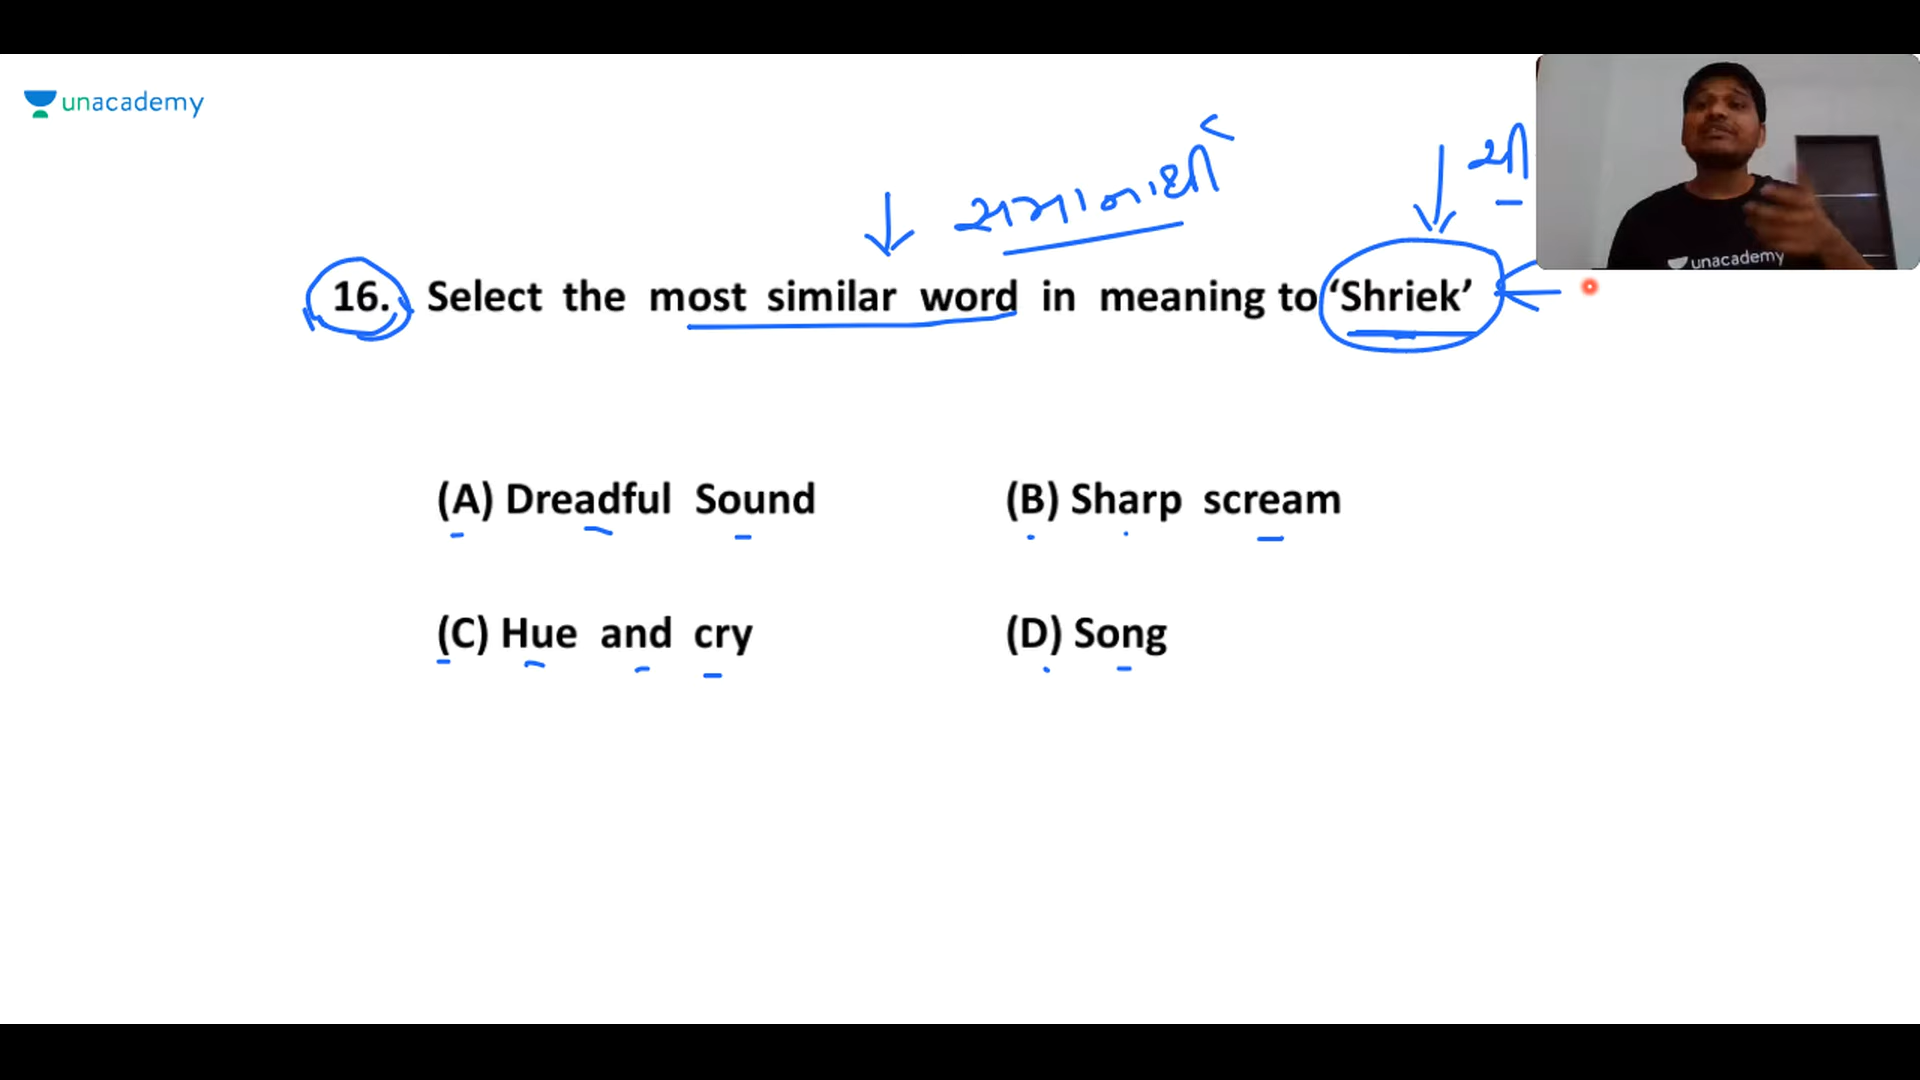 unacademy
સમાનાર્થી
16. Select the most similar word in meaning to ‘Shriek’
unacademy
(A) Dreadful Sound (B) Sharp scream
(C) Hue and cry (D) Song